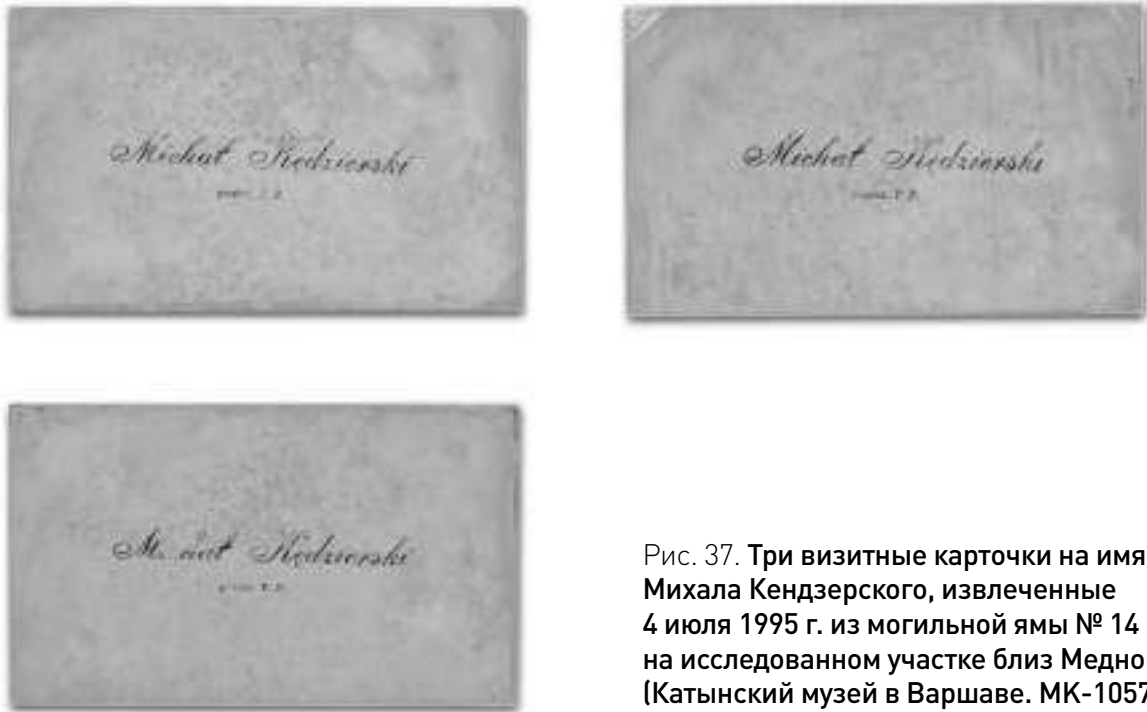 Michał Kędzierski
Michał Kędzierski
P. P.
Kędzierski
P. P.
Рис. 37. Три визитные карточки на имя
Михала Кендзерского, извлеченные
4 июля 1995 г. из могильной ямы № 14
на исследованном участке близ Медно
(Катынский музей в Варшаве. МК-1057